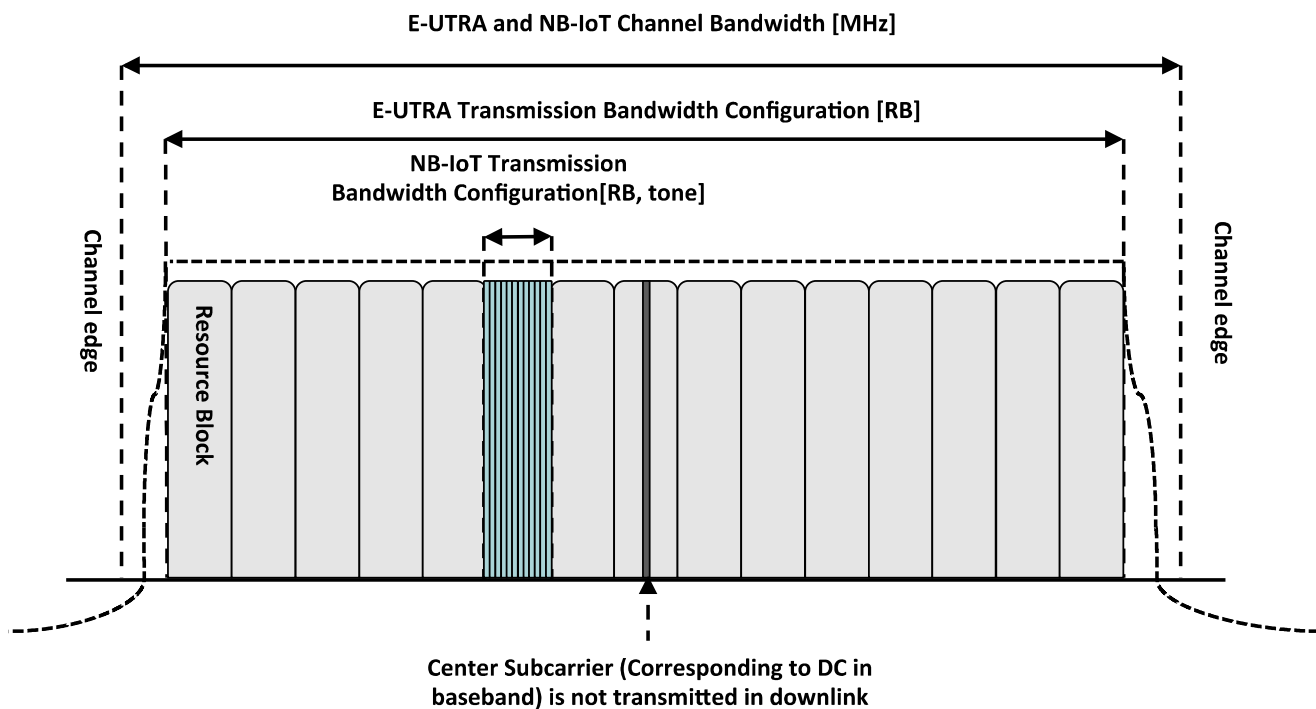 E-UTRA and NB-IoT Channel Bandwidth [MHz]
E-UTRA Transmission Bandwidth Configuration [RB]
NB-IoT Transmission
Bandwidth Configuration[RB, tone]
Channel edge
Channel edge
Resource Block
Center Subcarrier (Corresponding to DC in
baseband) is not transmitted in downlink